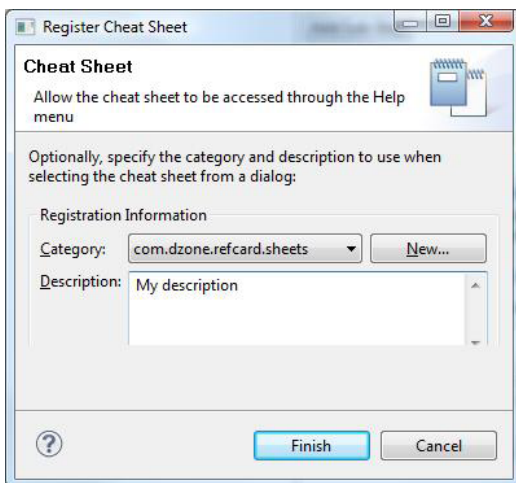 Register Cheat Sheet
Cheat Sheet
Allow the cheat sheet to be accessed through the Help
menu
Optionally, specify the category and description to use when
selecting the cheat sheet from a dialog:
Registration Information
Category: com.dzone.refcard.sheets New...
Description: My description
? Finish Cancel